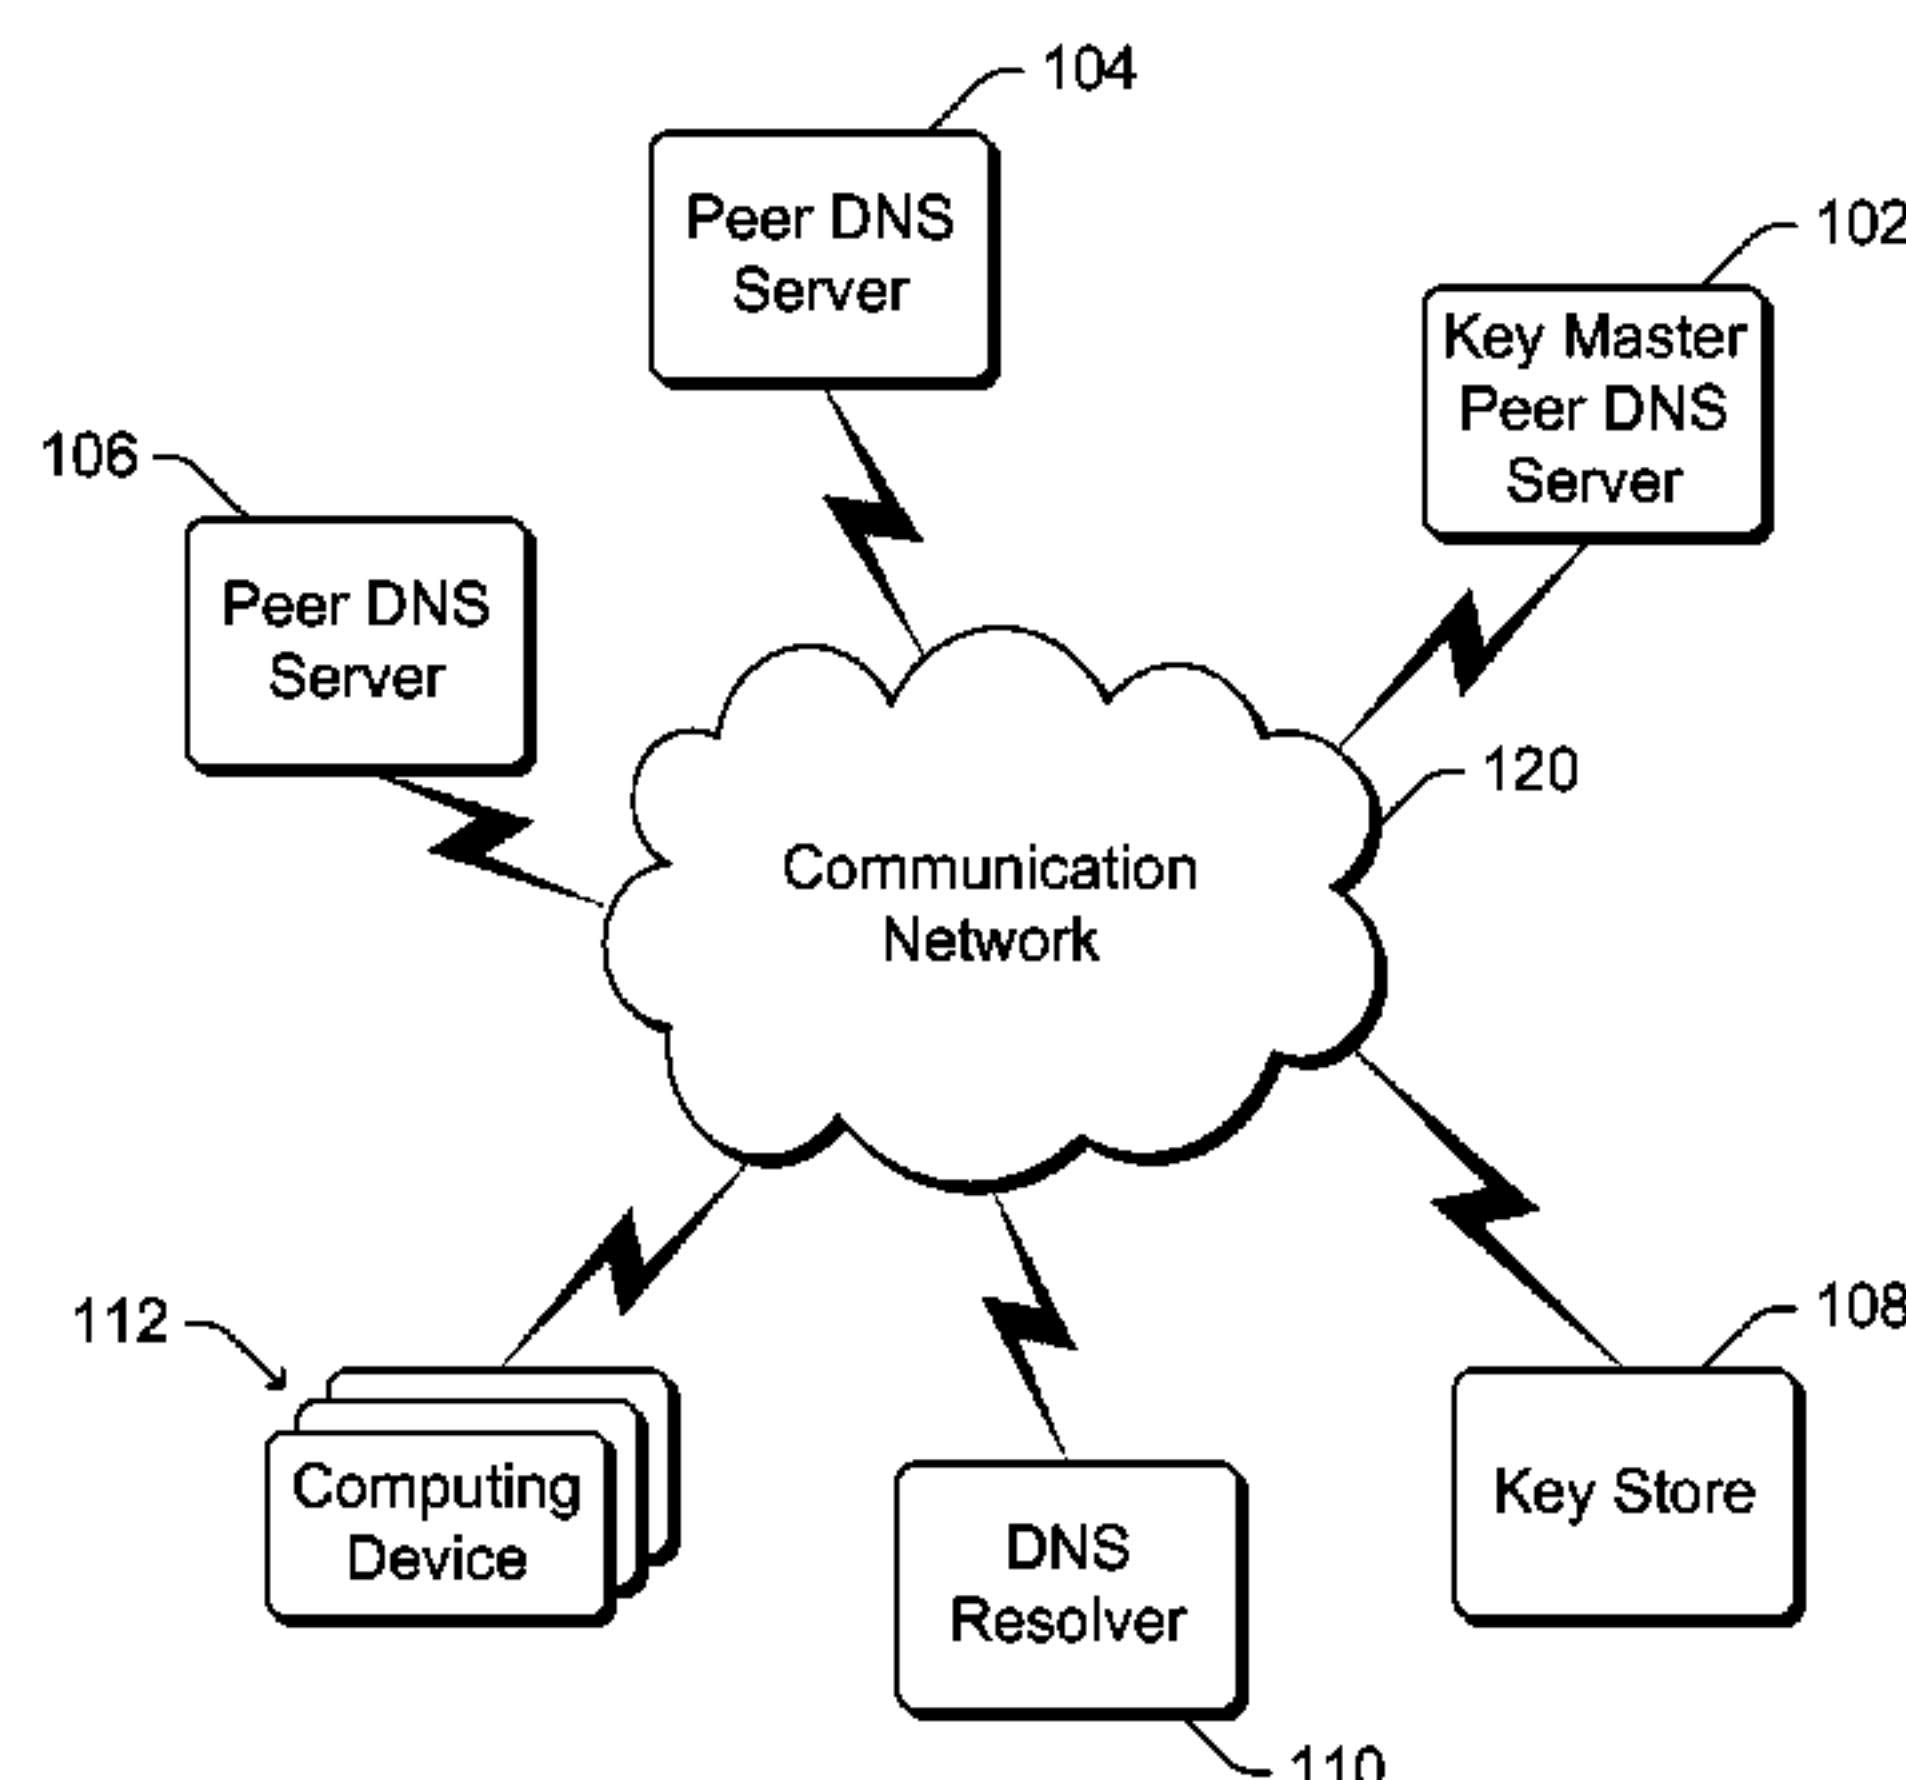 104
Peer DNS
Server
102
Key Master
Peer DNS
Server
106
Peer DNS
Server
120
Communication
Network
112
Computing
Device
DNS
Resolver
110
108
Key Store